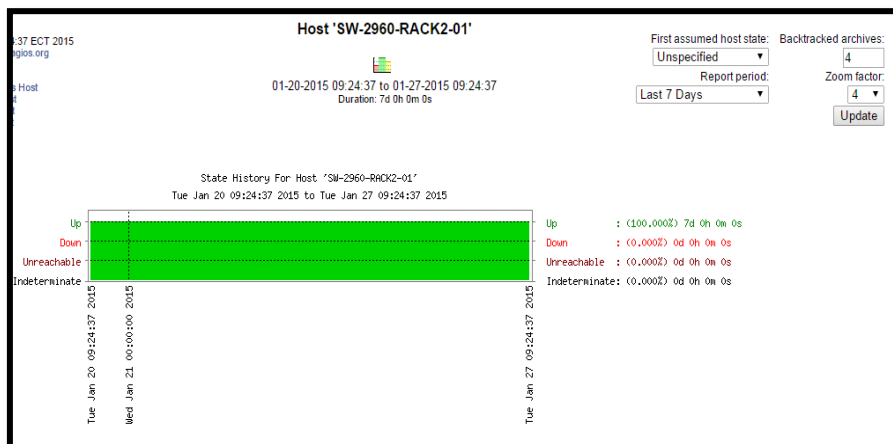 Host 'SW-2960-RACK2-01'
:37 ECT 2015
gios.org
s Host
st
t
01-20-2015 09:24:37 to 01-27-2015 09:24:37
Duration: 7d 0h 0m 0s
First assumed host state:
Unspecified
Backtracked archives:
4
Report period:
Last 7 Days
Zoom factor:
4
Update
State History For Host 'SW-2960-RACK2-01'
Tue Jan 20 09:24:37 2015 to Tue Jan 27 09:24:37 2015
Up
Down
Unreachable
Indeterminate
Up : (100.000%) 7d 0h 0m 0s
Down : (0.000%) 0d 0h 0m 0s
Unreachable : (0.000%) 0d 0h 0m 0s
Indeterminate: (0.000%) 0d 0h 0m 0s
Tue Jan 20 09:24:37 2015
Wed Jan 21 00:00:00 2015
Tue Jan 27 09:24:37 2015